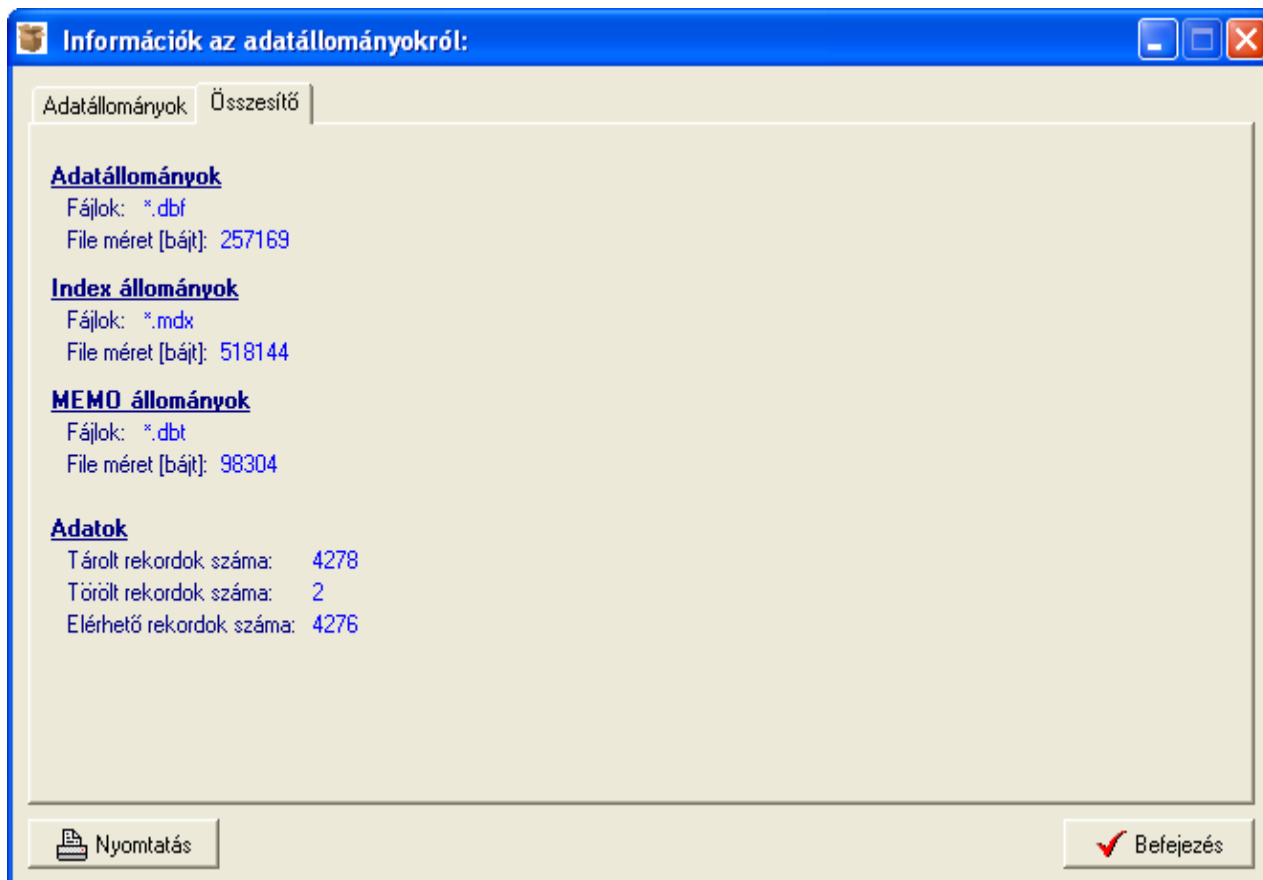 Információk az adatállományokról:
Adatállományok Összesítő
Adatállományok
Fájlok: *.dbf
File méret [bájt]: 257169
Index állományok
Fájlok: *.mdx
File méret [bájt]: 518144
MEMO állományok
Fájlok: *.dbt
File méret [bájt]: 98304
Adatok
Tárolt rekordok száma: 4278
Törölt rekordok száma: 2
Elérhető rekordok száma: 4276
Nyomtatás Befejezés